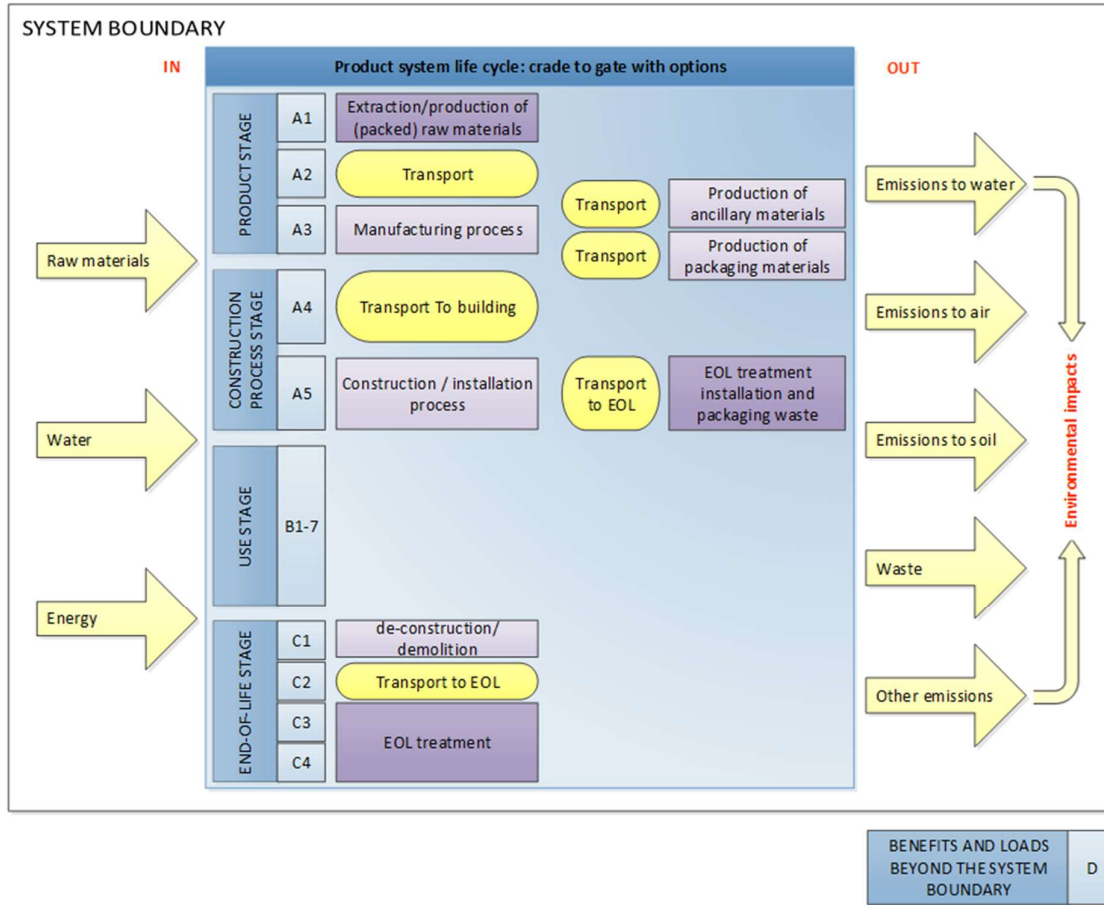 SYSTEM BOUNDARY
IN
Product system life cycle: crade to gate with options
OUT
PRODUCT STAGE
A1
Extraction/production of
(packed) raw materials
A2
Transport
A3
Manufacturing process
Transport
Production of
ancillary materials
Transport
Production of
packaging materials
CONSTRUCTION
PROCESS STAGE
A4
Transport To building
A5
Construction / installation
process
Transport
to EOL
EOL treatment
installation and
packaging waste
USE STAGE
B1-7
END-OF-LIFE STAGE
C1
de-construction/
demolition
C2
Transport to EOL
C3
C4
EOL treatment
Raw materials
Water
Energy
Emissions to water
Emissions to air
Emissions to soil
Waste
Other emissions
Environmental impacts
BENEFITS AND LOADS
BEYOND THE SYSTEM
BOUNDARY
D